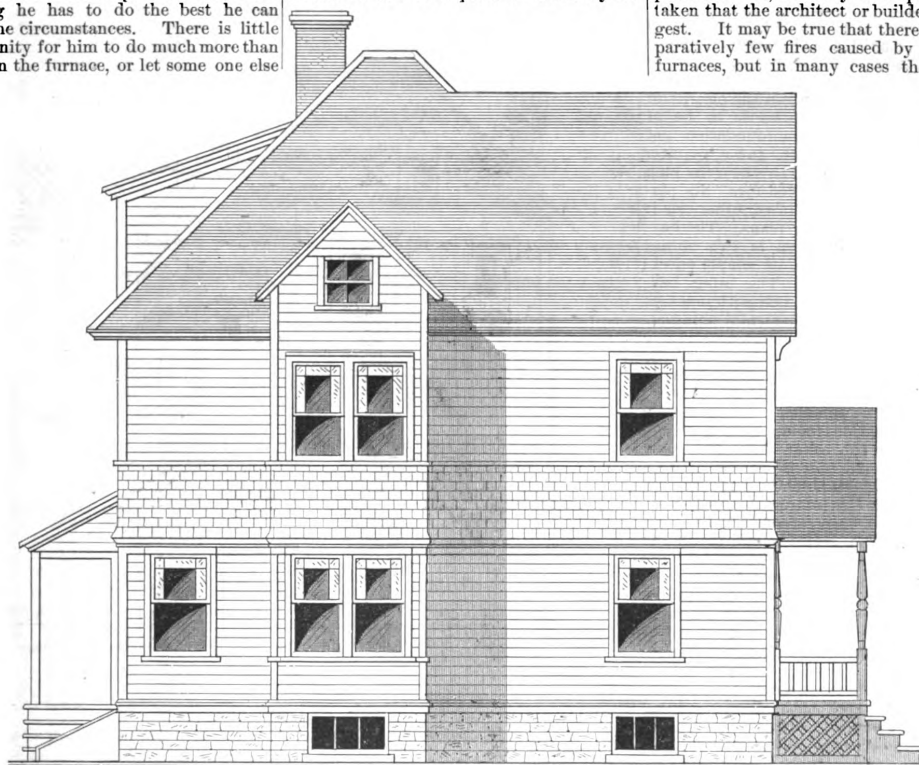 he has to do the best he can
circumstances. There is little
nity for him to do much more than
n the furnace, or let some one else
taken that the architect or builde
gest. It may be true that there
paratively few fires caused by
furnaces, but in many cases th